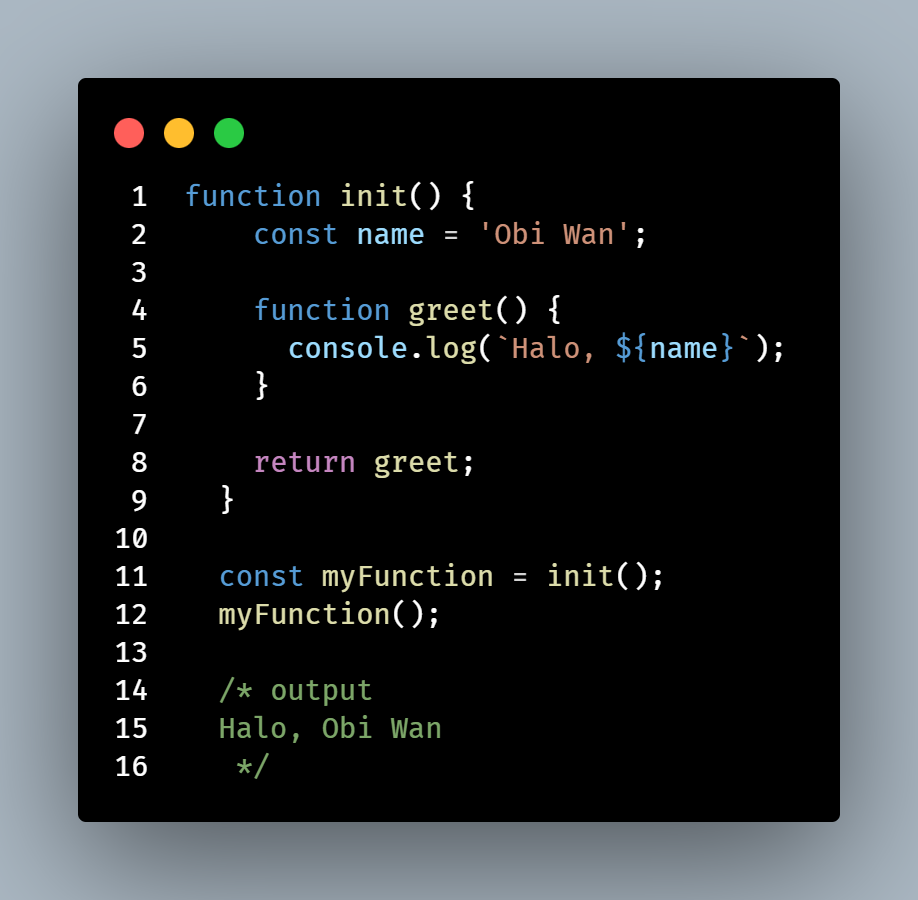 1 function init() {
2     const name = 'Obi Wan';
3
4     function greet() {
5       console.log(`Halo, ${name}`);
6     }
7
8     return greet;
9   }
10
11   const myFunction = init();
12   myFunction();
13
14   /* output
15   Halo, Obi Wan
16    */